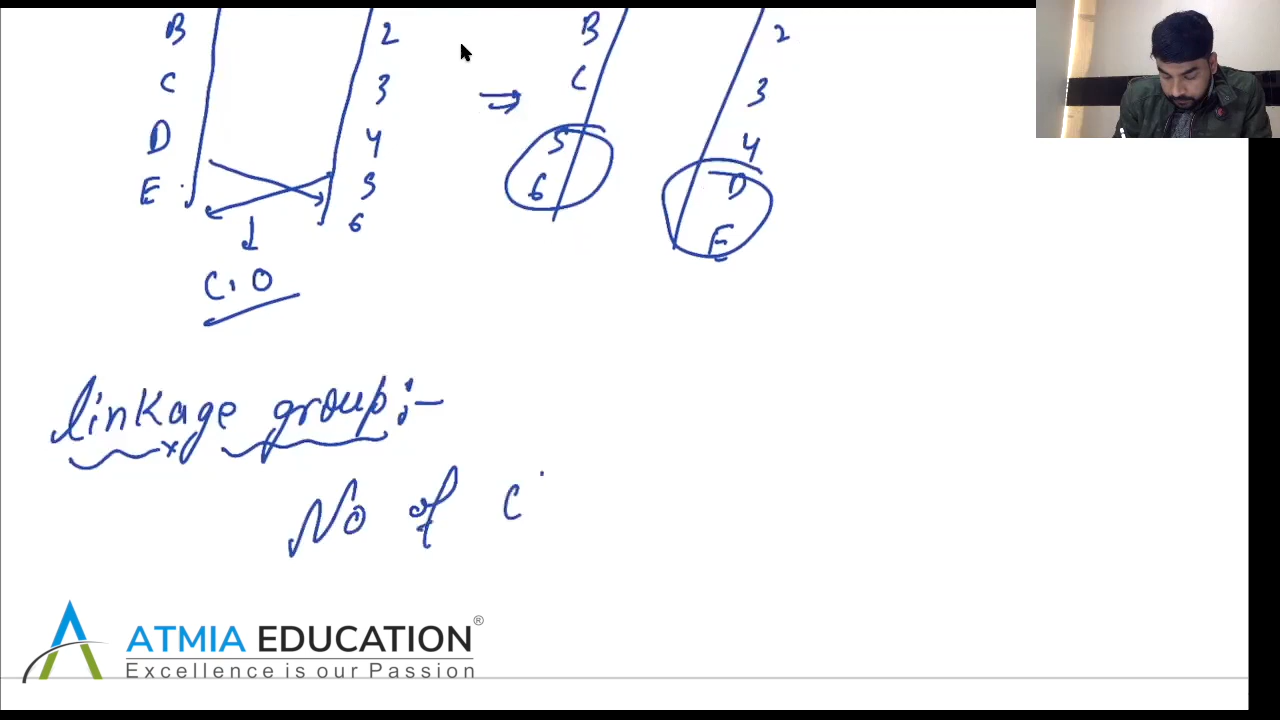 B 2 B 2
C 3 ⇒ C 3
D 4 5 4
E 5 6 D
6 E
C.O
linkage group:-
No of c
ATMIA EDUCATION®
Excellence is our Passion